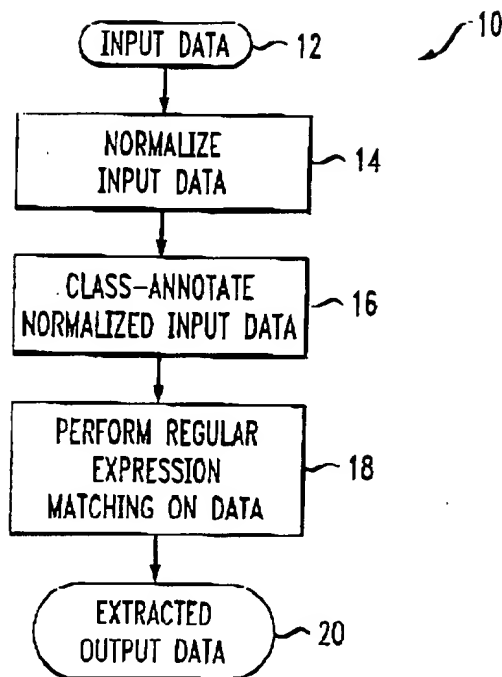 INPUT DATA
12
10
NORMALIZE
INPUT DATA
14
CLASS-ANNOTATE
NORMALIZED INPUT DATA
16
PERFORM REGULAR
EXPRESSION
MATCHING ON DATA
18
EXTRACTED
OUTPUT DATA
20